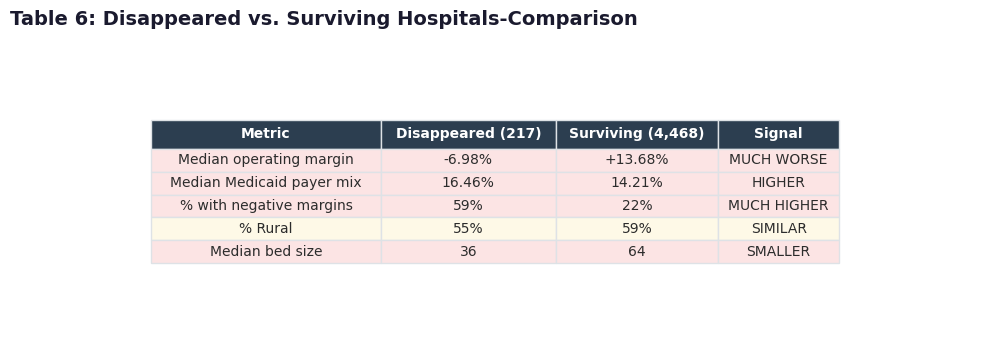 Table 6: Disappeared vs. Surviving Hospitals-Comparison
Metric Disappeared (217) Surviving (4,468) Signal
Median operating margin -6.98% +13.68% MUCH WORSE
Median Medicaid payer mix 16.46% 14.21% HIGHER
% with negative margins 59% 22% MUCH HIGHER
% Rural 55% 59% SIMILAR
Median bed size 36 64 SMALLER